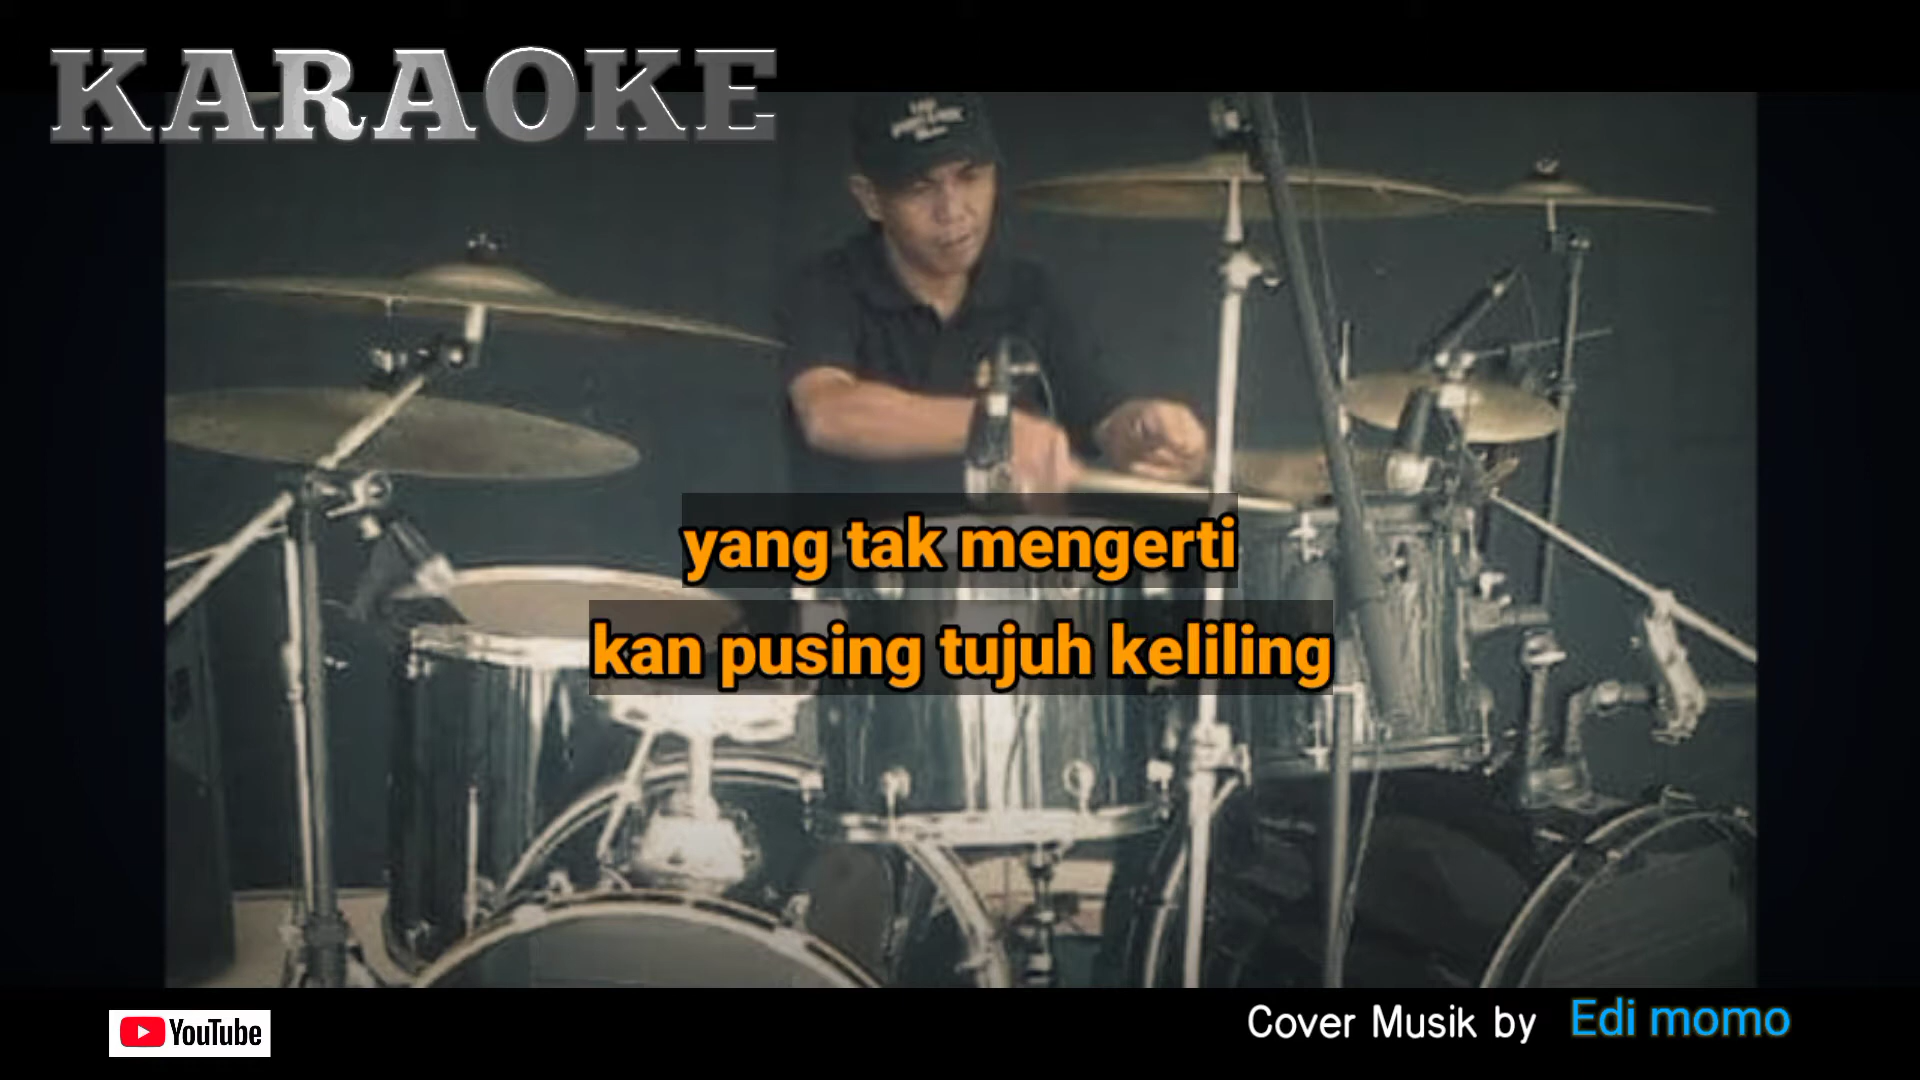 KARAOKE
yang tak mengerti
kan pusing tujuh keliling
YouTube
Cover Musik by Edi momo